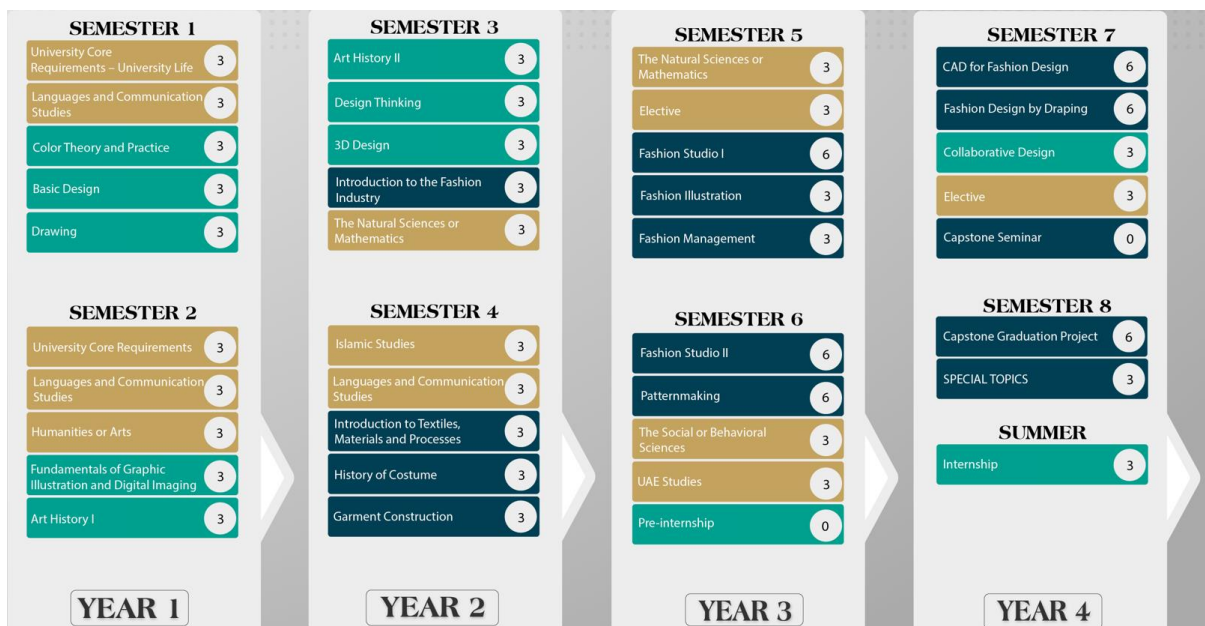 SEMESTER 1
University Core
Requirements – University Life
3
Languages and Communication
Studies
3
Color Theory and Practice
3
Basic Design
3
Drawing
3
SEMESTER 2
University Core Requirements
3
Languages and Communication
Studies
3
Humanities or Arts
3
Fundamentals of Graphic
Illustration and Digital Imaging
3
Art History I
3
YEAR 1
SEMESTER 3
Art History II
3
Design Thinking
3
3D Design
3
Introduction to the Fashion
Industry
3
The Natural Sciences or
Mathematics
3
SEMESTER 4
Islamic Studies
3
Languages and Communication
Studies
3
Introduction to Textiles,
Materials and Processes
3
History of Costume
3
Garment Construction
3
YEAR 2
SEMESTER 5
The Natural Sciences or
Mathematics
3
Elective
3
Fashion Studio I
6
Fashion Illustration
3
Fashion Management
3
SEMESTER 6
Fashion Studio II
6
Patternmaking
6
The Social or Behavioral
Sciences
3
UAE Studies
3
Pre-internship
0
YEAR 3
SEMESTER 7
CAD for Fashion Design
6
Fashion Design by Draping
6
Collaborative Design
3
Elective
3
Capstone Seminar
0
SEMESTER 8
Capstone Graduation Project
6
SPECIAL TOPICS
3
SUMMER
Internship
3
YEAR 4